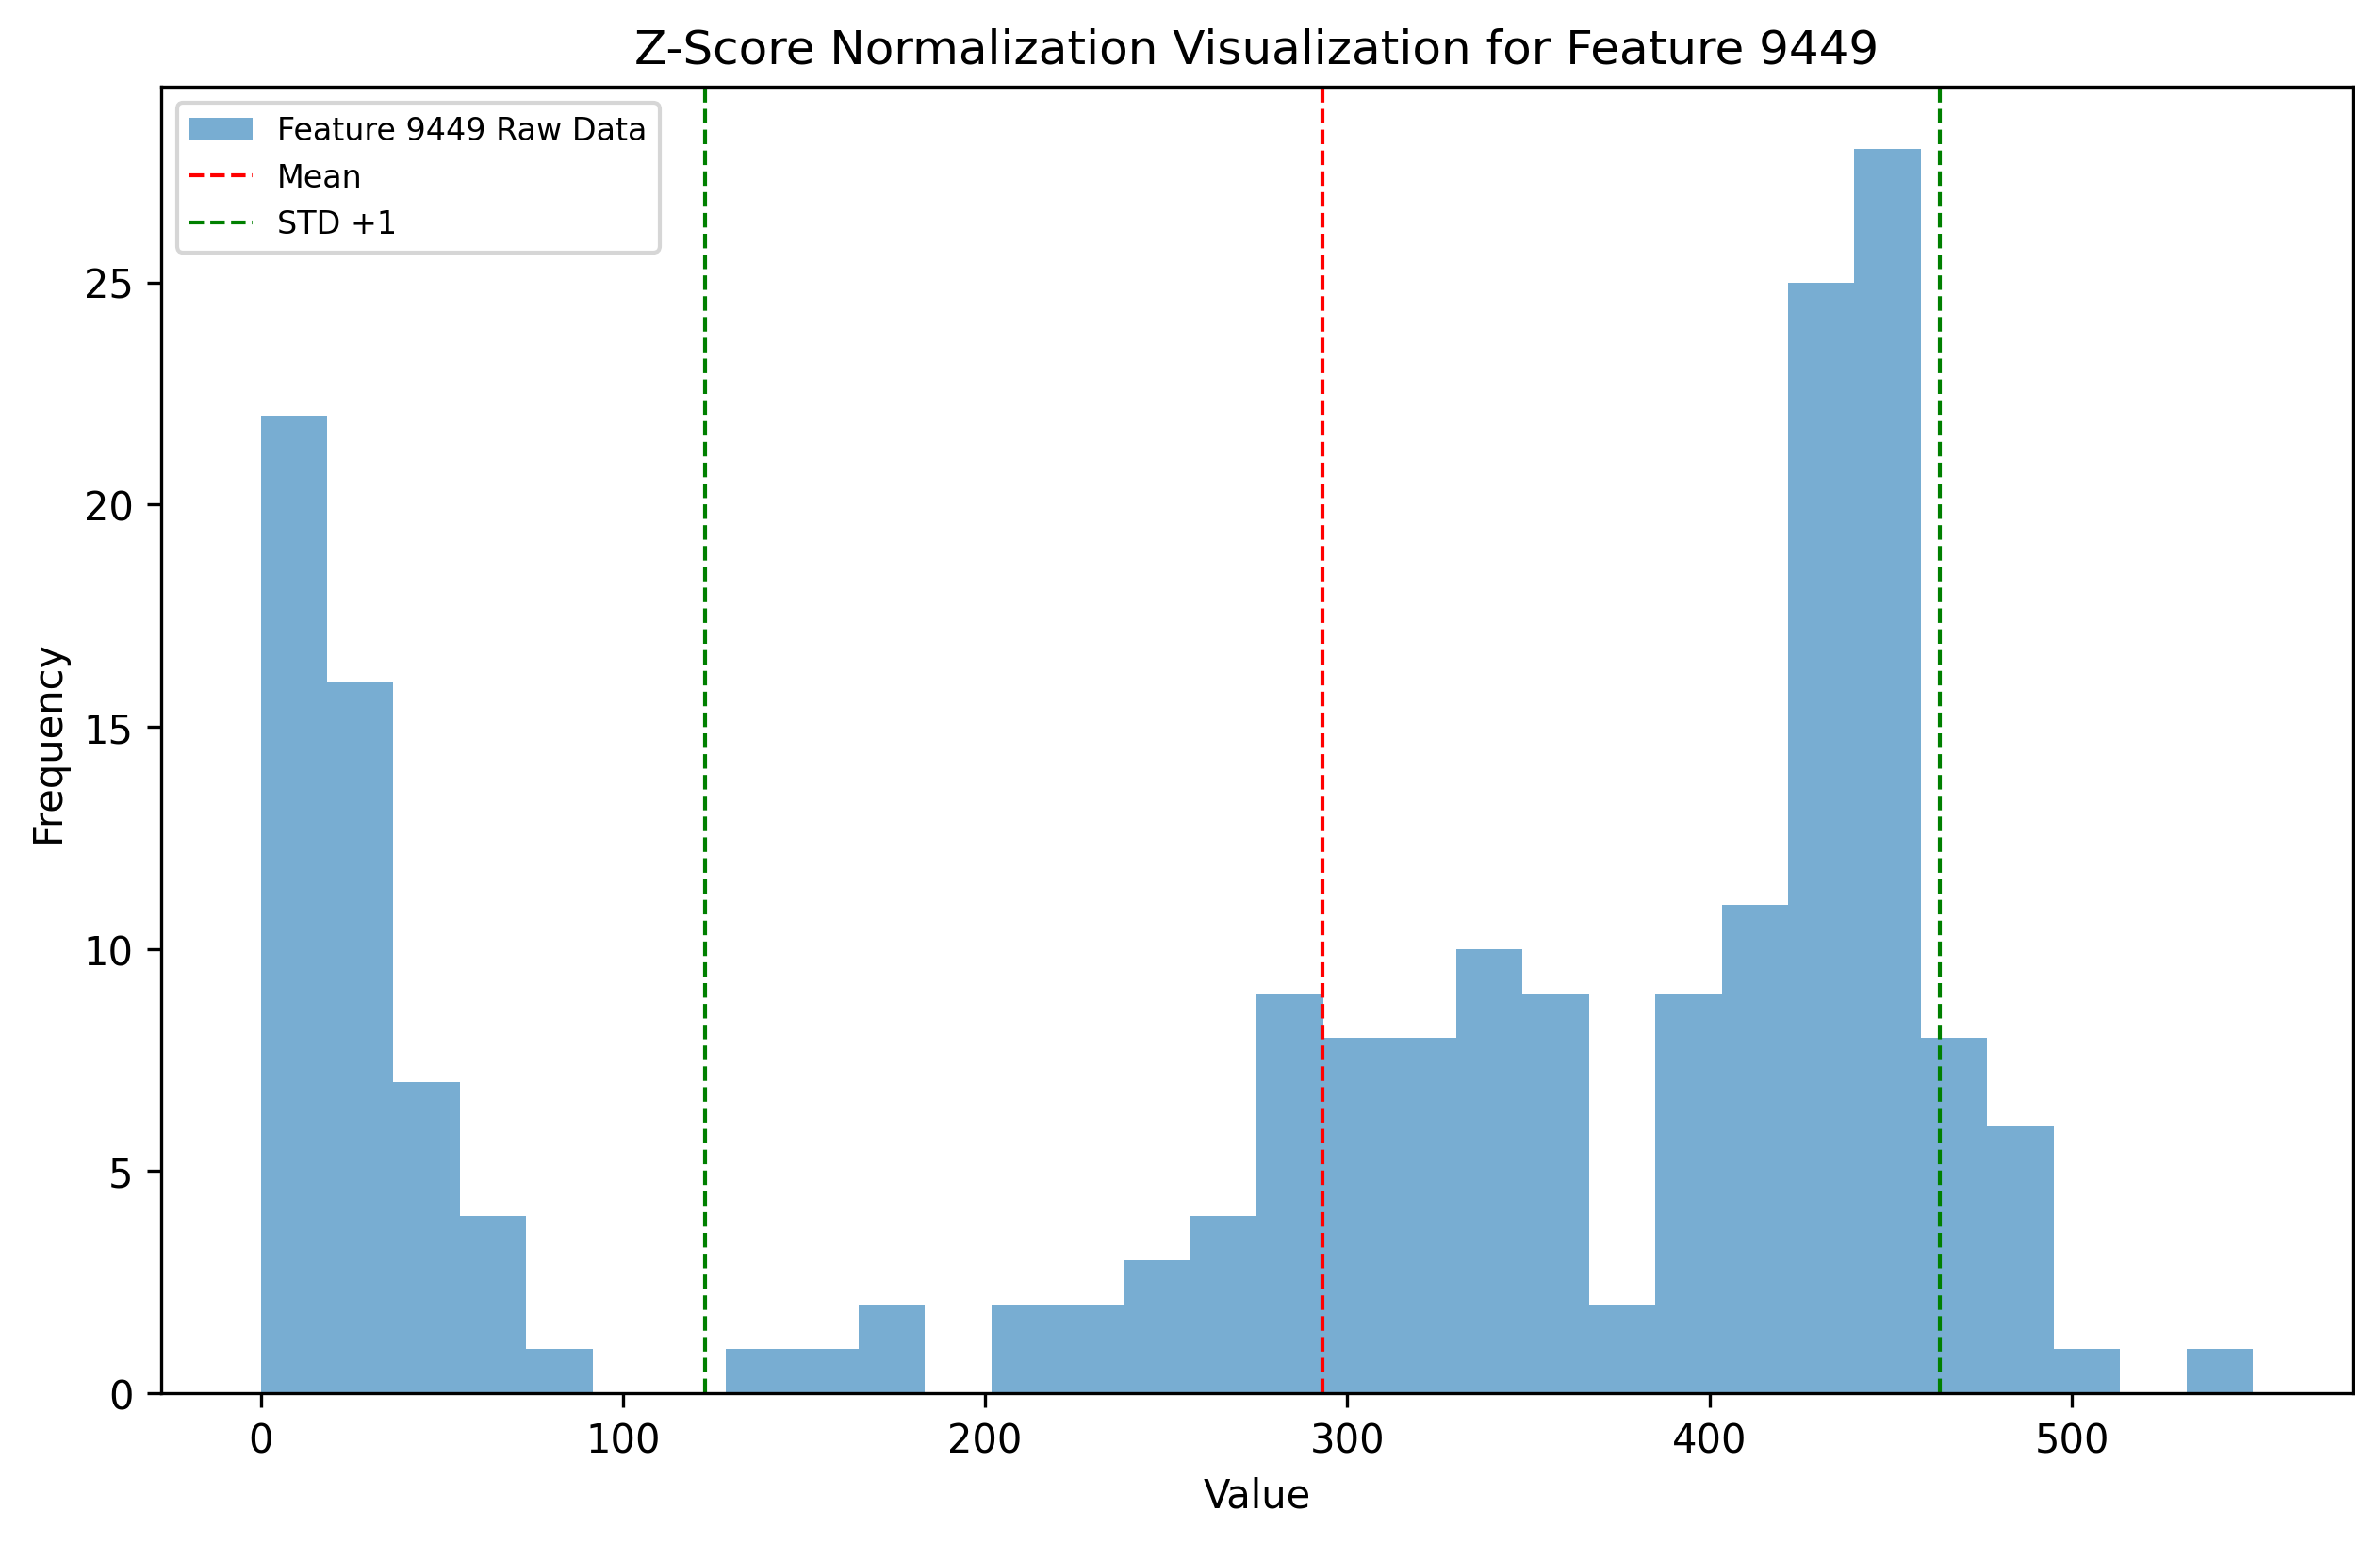 Z-Score Normalization Visualization for Feature 9449
Feature 9449 Raw Data
Mean
STD +1
25
20
15
10
5
0
Frequency
0 100 200 300 400 500
Value